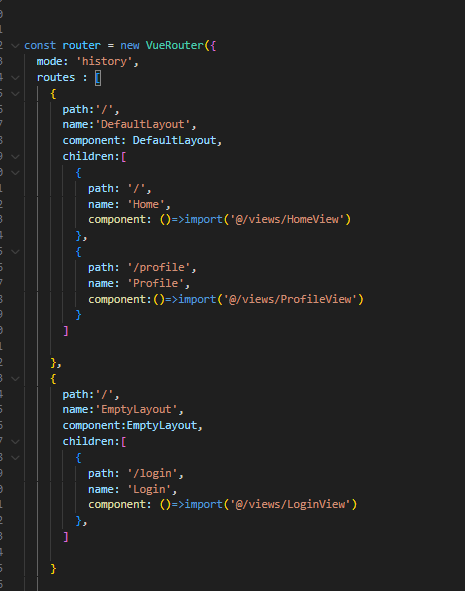 const router = new VueRouter({
mode: 'history',
routes : [
{
path:'/',
name:'DefaultLayout',
component: DefaultLayout,
children:[
{
path: '/',
name: 'Home',
component: ()=>import('@/views/HomeView')
},
{
path: '/profile',
name: 'Profile',
component:()=>import('@/views/ProfileView')
}
]
},
{
path:'/',
name:'EmptyLayout',
component:EmptyLayout,
children:[
{
path: '/login',
name: 'Login',
component: ()=>import('@/views/LoginView')
},
]
}